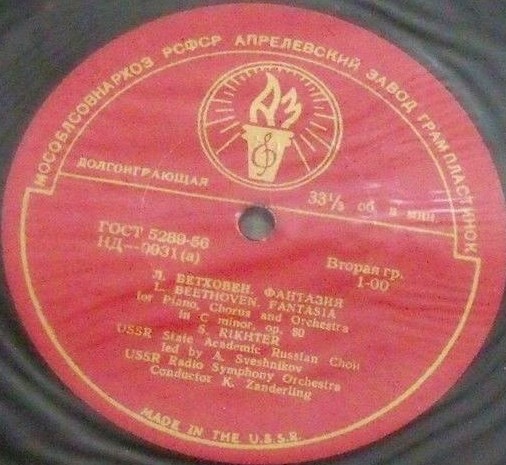 МОСОБЛСОВНАРХОЗ РСФСР АПРЕЛЕВСКИЙ ЗАВОД ГРАМПЛАСТИНОК
АЗ
ДОЛГОИГРАЮЩАЯ 33⅓ об в мин
ГОСТ 5289-56
НД—0931(а)
Вторая гр.
1-00
Л. БЕТХОВЕН. ФАНТАЗИЯ
L. BEETHOVEN. FANTASIA
for Piano, Chorus and Orchestra
in C minor, op. 80
S. RIKHTER
USSR State Academic Russian Choir
led by A. Sveshnikov
USSR Radio Symphony Orchestra
Conductor K. Zanderling
MADE IN THE U.S.S.R.